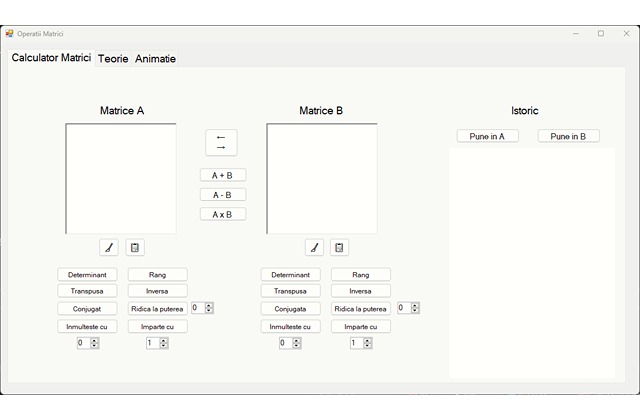 Operatii Matrici
Calculator Matrici Teorie Animatie
Matrice A Matrice B Istoric
←
→
Pune in A Pune in B
A + B
A - B
A x B
Determinant Rang Determinant Rang
Transpusa Inversa Transpusa Inversa
Conjugat Ridica la puterea 0 Conjugata Ridica la puterea 0
Inmulteste cu Imparte cu Inmulteste cu Imparte cu
0 1 0 1